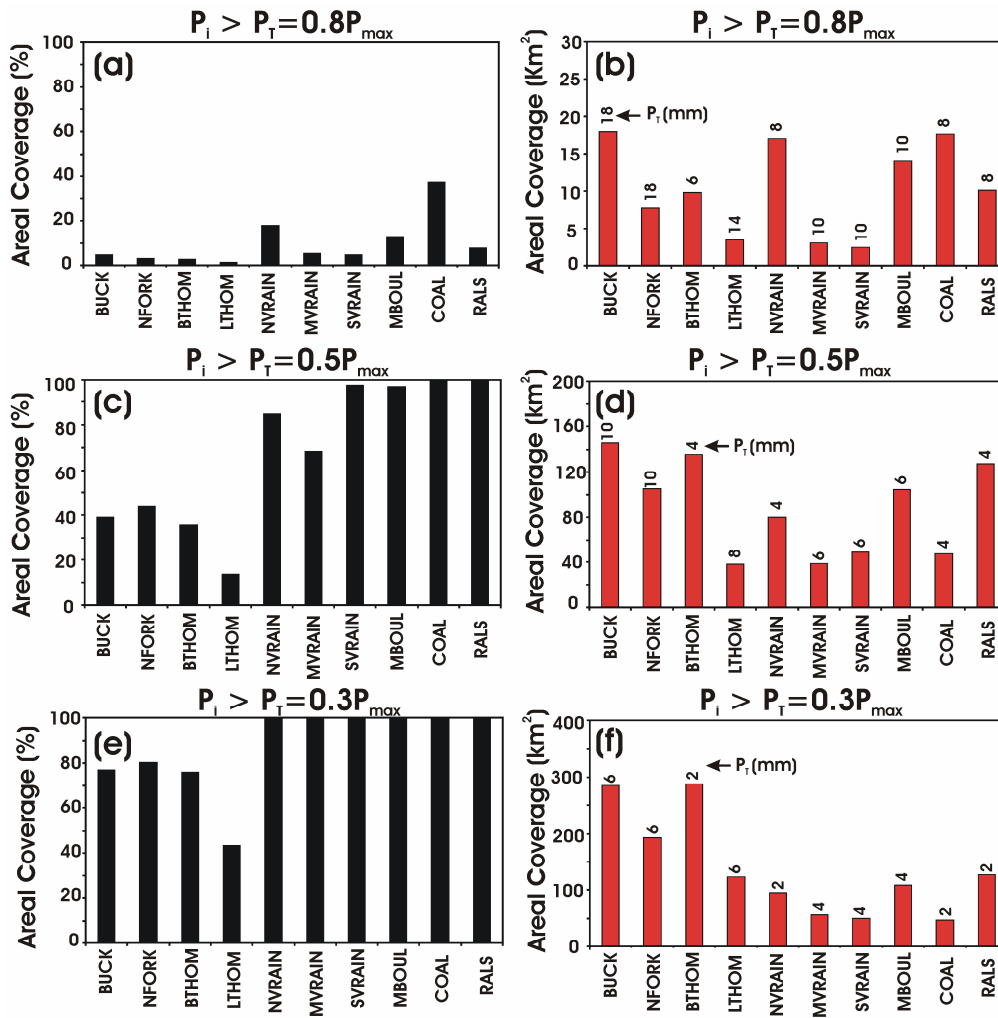 Pi > PT=0.8Pmax
(a)
Areal Coverage (%)
100
80
60
40
20
0
BUCK
NFORK
BTHOM
LTHOM
NVRAIN
MVRAIN
SVRAIN
MBOUL
COAL
RALS
Pi > PT=0.8Pmax
(b)
Areal Coverage (Km²)
30
25
20
15
10
5
0
PT (mm)
18
18
6
14
8
10
10
10
8
8
BUCK
NFORK
BTHOM
LTHOM
NVRAIN
MVRAIN
SVRAIN
MBOUL
COAL
RALS
Pi > PT=0.5Pmax
(c)
Areal Coverage (%)
100
80
60
40
20
0
BUCK
NFORK
BTHOM
LTHOM
NVRAIN
MVRAIN
SVRAIN
MBOUL
COAL
RALS
Pi > PT=0.5Pmax
(d)
Areal Coverage (km²)
200
160
120
80
40
0
PT (mm)
10
10
4
8
4
6
6
6
4
4
BUCK
NFORK
BTHOM
LTHOM
NVRAIN
MVRAIN
SVRAIN
MBOUL
COAL
RALS
Pi > PT=0.3Pmax
(e)
Areal Coverage (%)
100
80
60
40
20
0
BUCK
NFORK
BTHOM
LTHOM
NVRAIN
MVRAIN
SVRAIN
MBOUL
COAL
RALS
Pi > PT=0.3Pmax
(f)
Areal Coverage (km²)
400
300
200
100
0
PT (mm)
6
6
2
6
2
4
4
4
2
2
BUCK
NFORK
BTHOM
LTHOM
NVRAIN
MVRAIN
SVRAIN
MBOUL
COAL
RALS